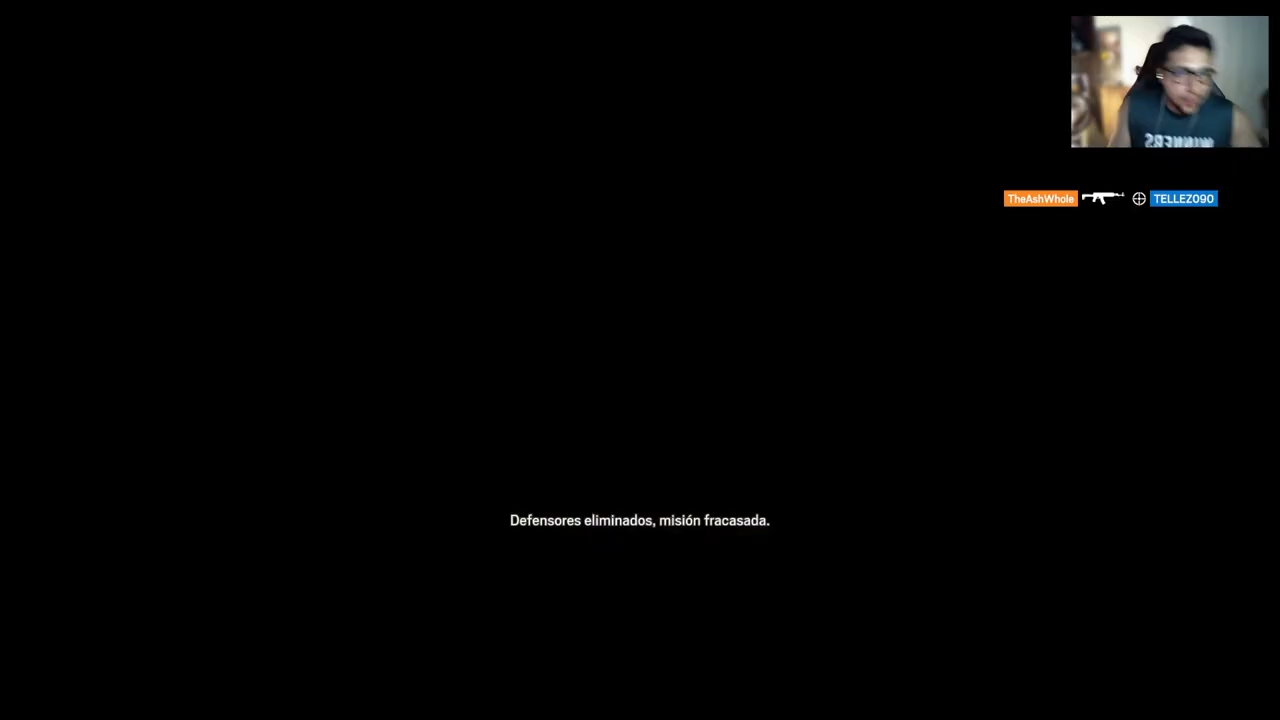 TheAshWhole TELLEZ090
Defensores eliminados, misión fracasada.